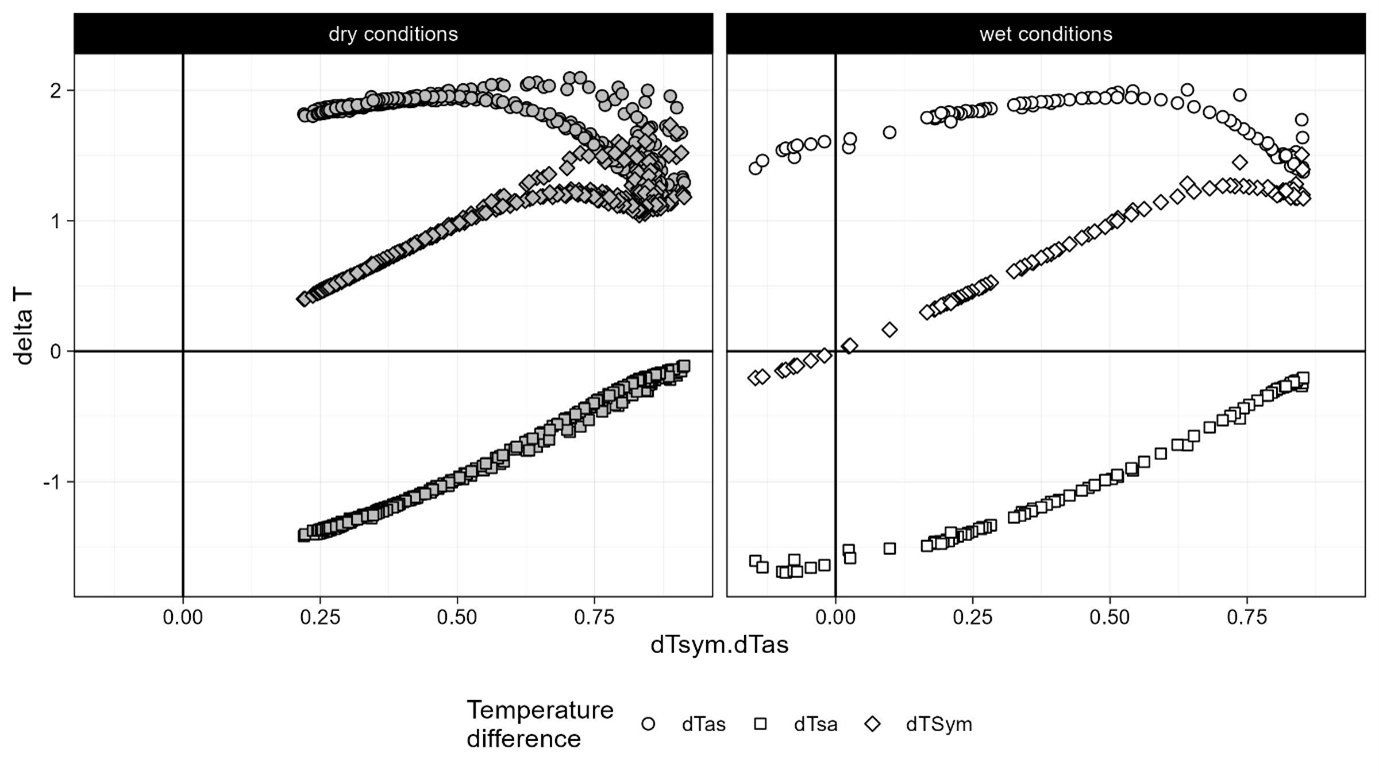 dry conditions
wet conditions
delta T
2
1
0
-1
0.00
0.25
0.50
0.75
0.00
0.25
0.50
0.75
dTsym.dTas
Temperature
difference
dTas
dTsa
dTSym